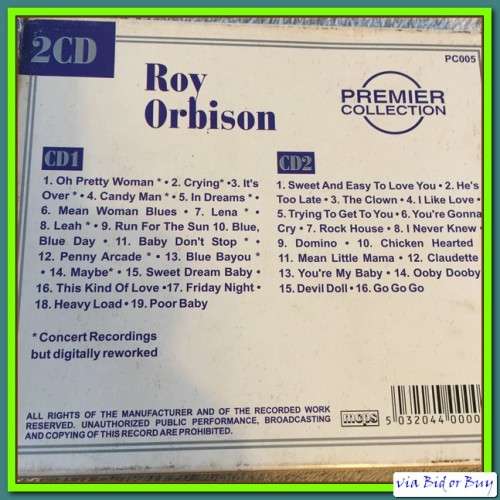 2CD
PC005
Roy
Orbison
PREMIER
COLLECTION
CD1
1. Oh Pretty Woman * • 2. Crying* •3. It's
Over * • 4. Candy Man * • 5. In Dreams * •
6. Mean Woman Blues • 7. Lena * •
8. Leah * • 9. Run For The Sun 10. Blue,
Blue Day • 11. Baby Don't Stop * •
12. Penny Arcade * • 13. Blue Bayou *
• 14. Maybe* • 15. Sweet Dream Baby •
16. This Kind Of Love •17. Friday Night •
18. Heavy Load • 19. Poor Baby
CD2
1. Sweet And Easy To Love You • 2. He's
Too Late • 3. The Clown • 4. I Like Love
5. Trying To Get To You • 6. You're Gonna
Cry • 7. Rock House • 8. I Never Knew
9. Domino • 10. Chicken Hearted
11. Mean Little Mama • 12. Claudette
13. You're My Baby • 14. Ooby Dooby
15. Devil Doll • 16. Go Go Go
* Concert Recordings
but digitally reworked
ALL RIGHTS OF THE MANUFACTURER AND OF THE RECORDED WORK
RESERVED. UNAUTHORIZED PUBLIC PERFORMANCE, BROADCASTING
AND COPYING OF THIS RECORD ARE PROHIBITED.
mcps
5 032044 0000
via Bid or Buy